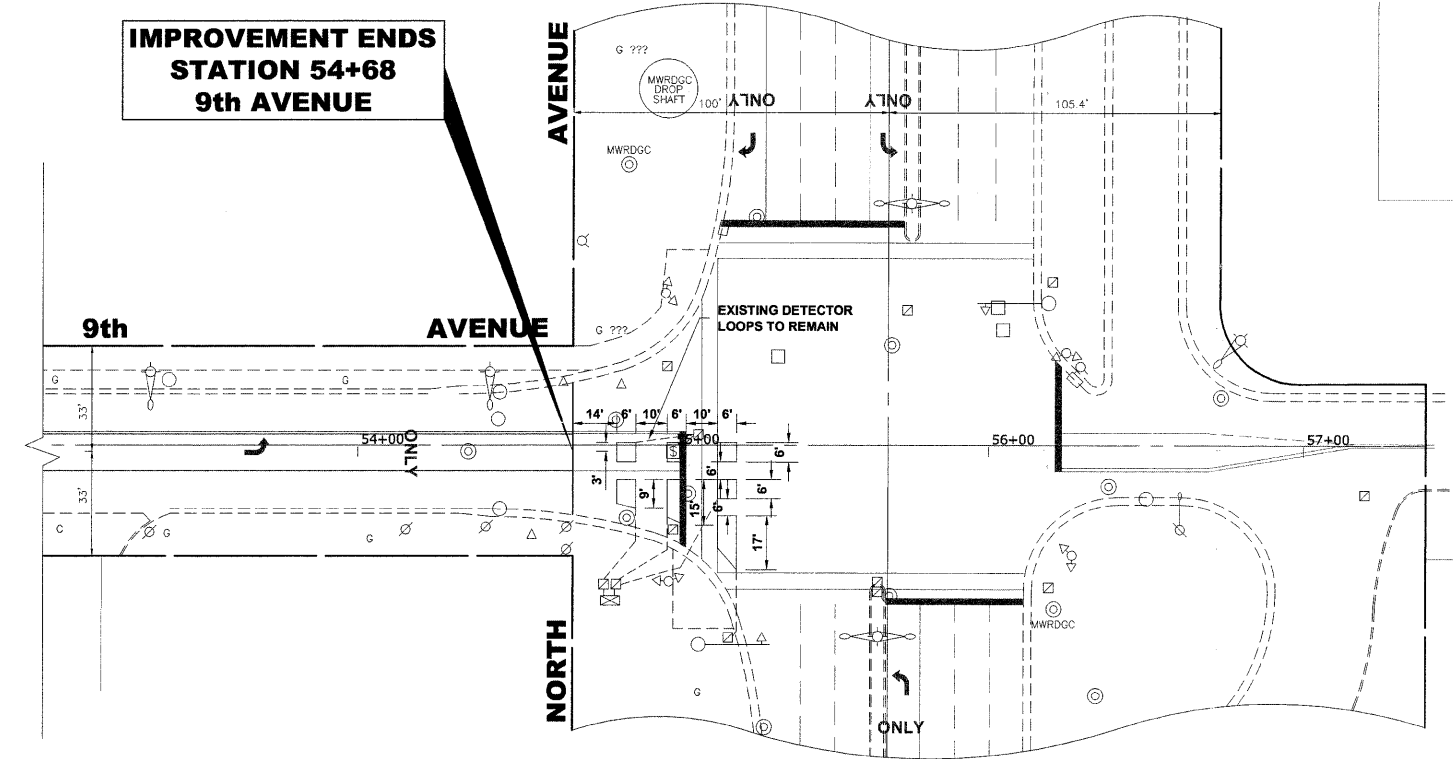 IMPROVEMENT ENDS
STATION 54+68
9th AVENUE
AVENUE
G ???
MWRDGC
DROP
SHAFT
100'
ONLY
ONLY
105.4'
MWRDGC
EXISTING DETECTOR
LOOPS TO REMAIN
9th AVENUE
G ???
G
G
33'
14' 6' 10' 6' 10' 6'
54+00
ONLY
5+00
56+00
57+00
S
6'
6'
3'
9'
15'
6'
6'
17'
33'
C
G
G
MWRDGC
NORTH
G
ONLY